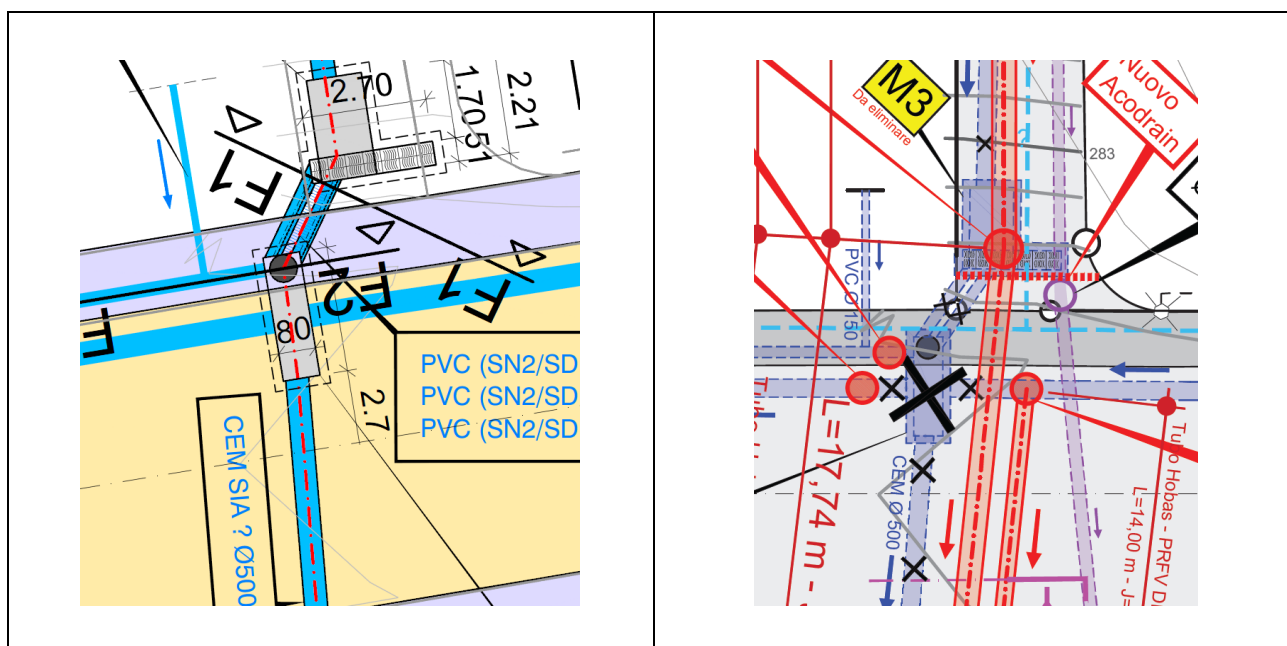 2.70
1.70
51
2.21
F1
F2
F1
F
80
2.7
PVC (SN2/SD
PVC (SN2/SD
PVC (SN2/SD
CEM SIA ? Ø500
M3
Da eliminare
Nuovo
Acodrain
283
e
PVC Ø150
CEM Ø 500
L=17,74 m - J
Tubo Hobas - PRFV D
L=14,00 m - J=